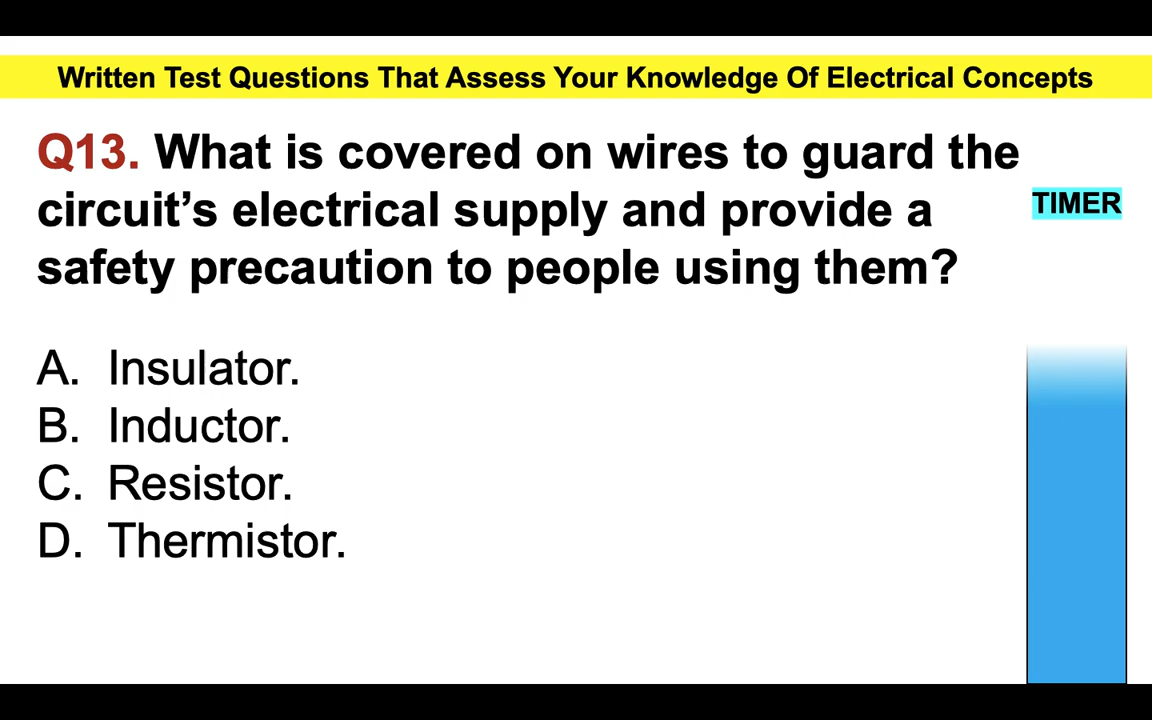 Written Test Questions That Assess Your Knowledge Of Electrical Concepts
Q13. What is covered on wires to guard the
circuit’s electrical supply and provide a
safety precaution to people using them?
TIMER
A. Insulator.
B. Inductor.
C. Resistor.
D. Thermistor.